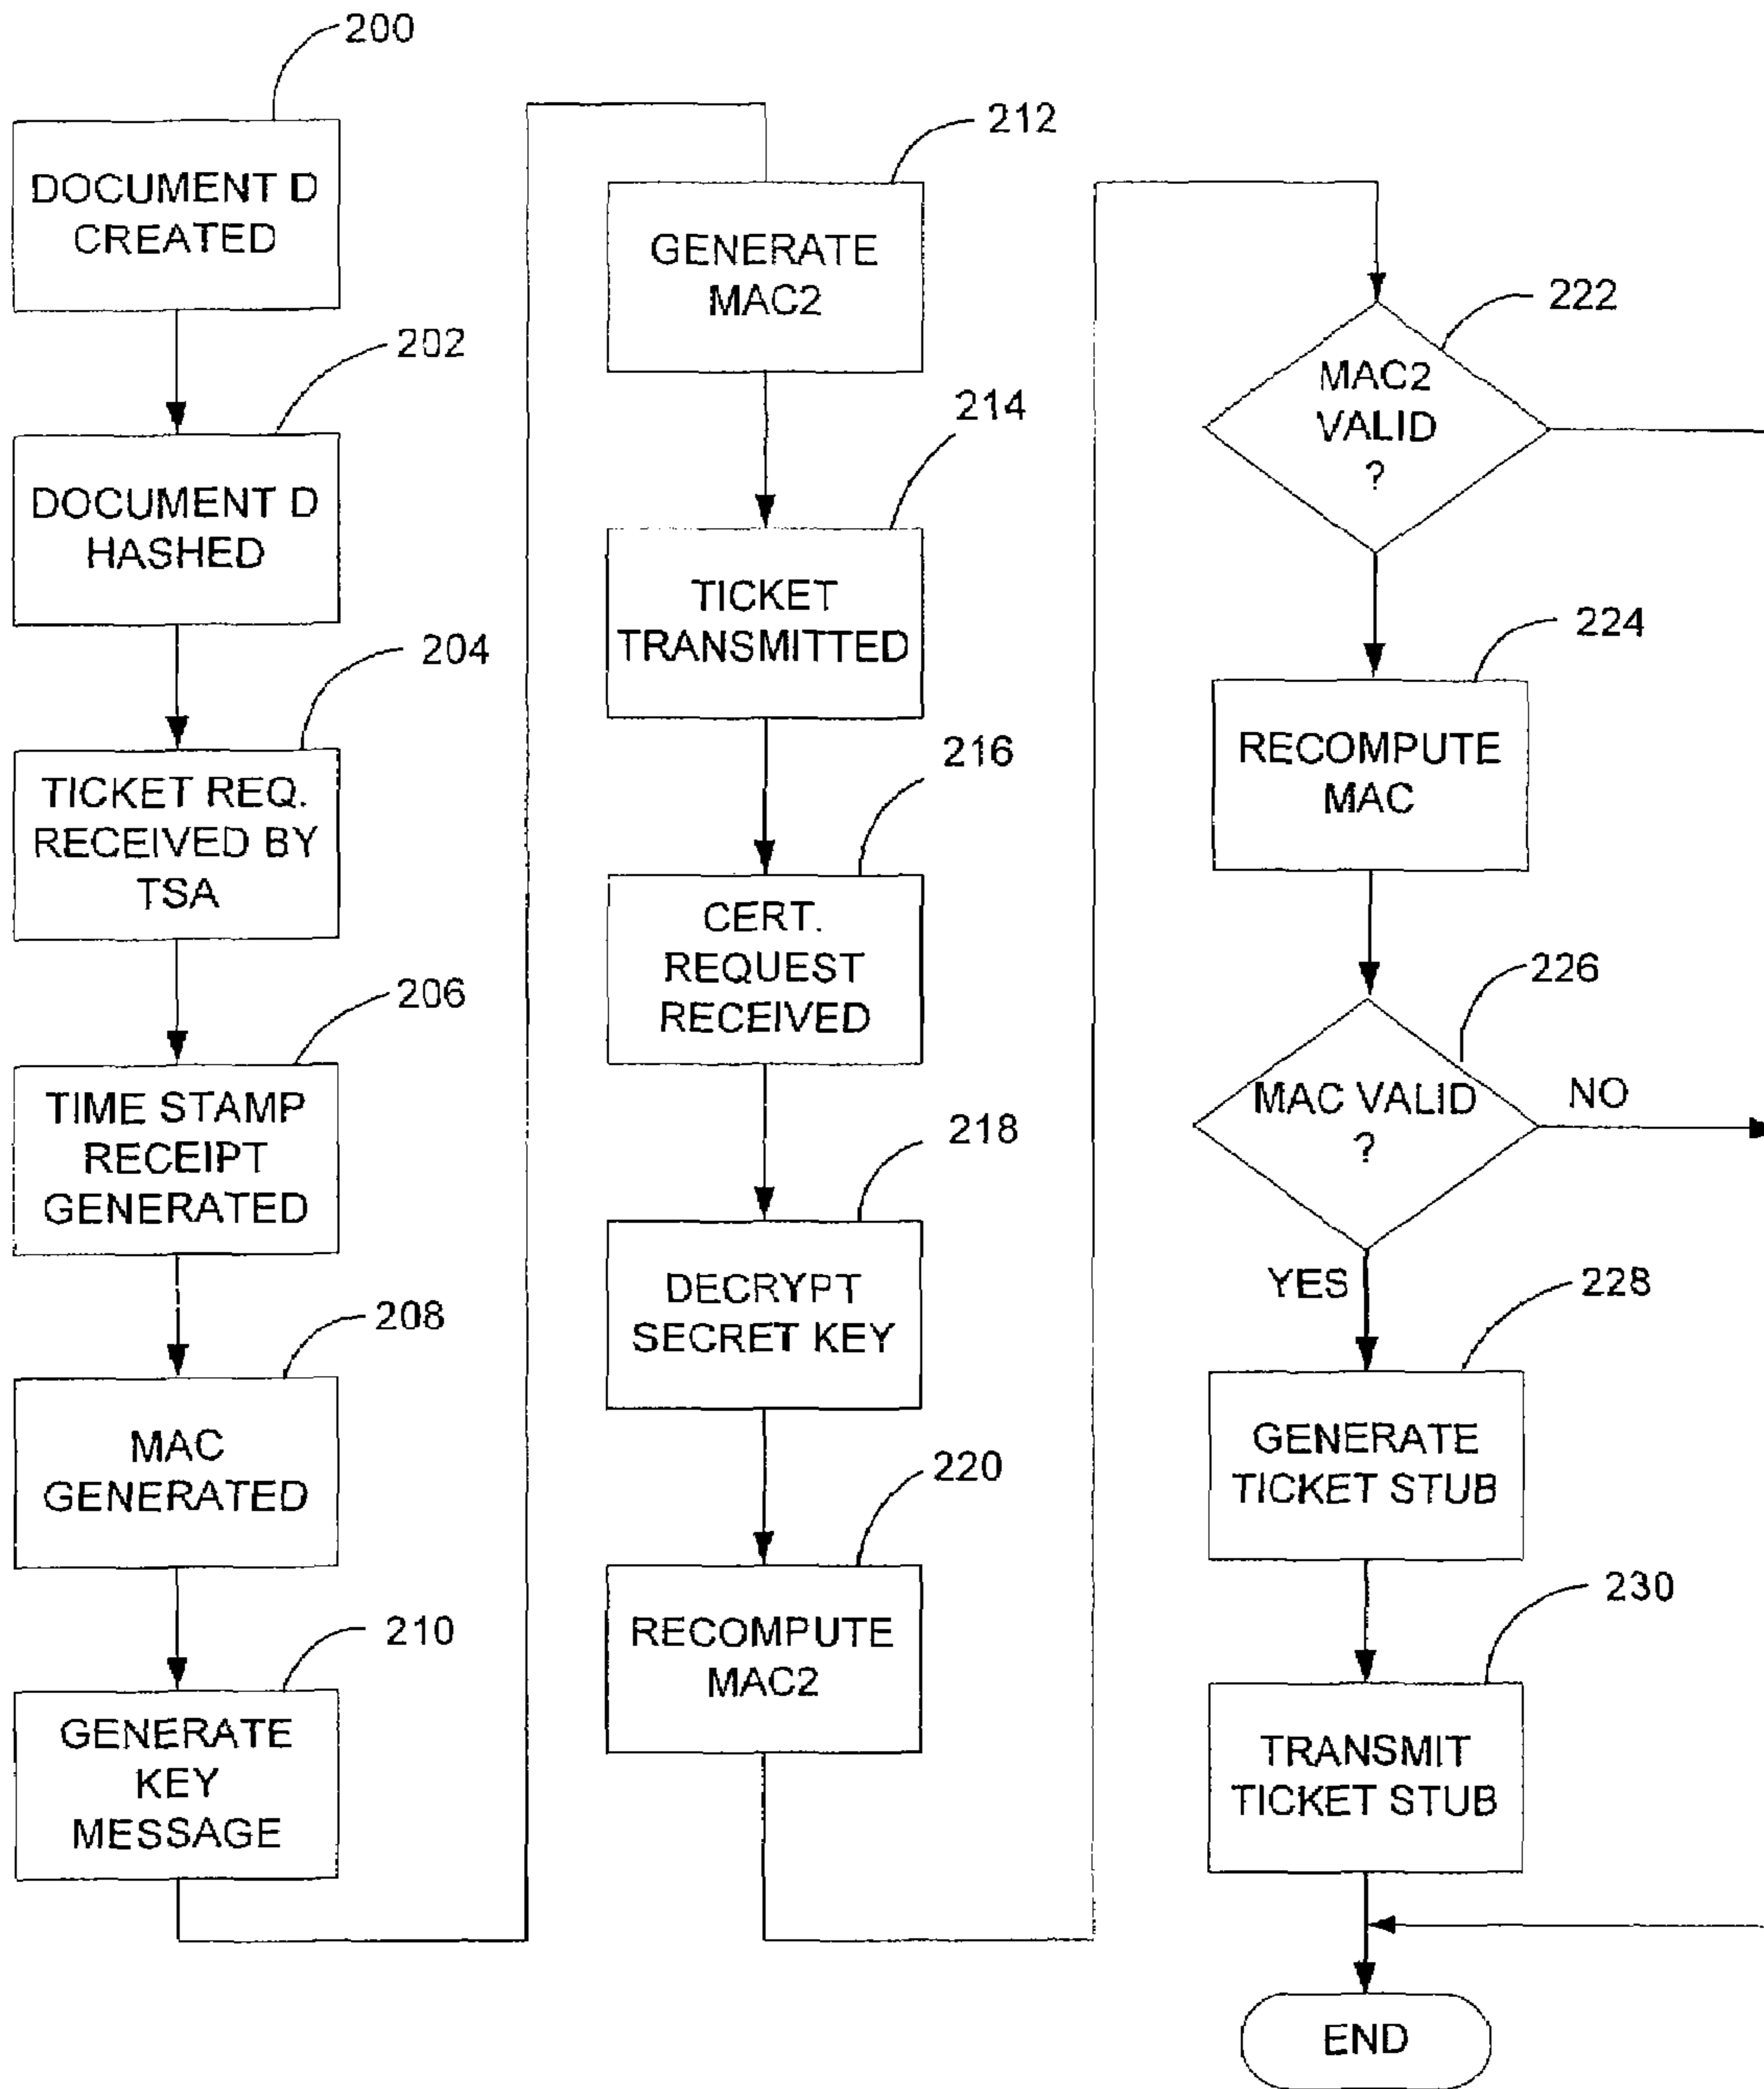 200
DOCUMENT D
CREATED
202
DOCUMENT D
HASHED
204
TICKET REQ.
RECEIVED BY
TSA
206
TIME STAMP
RECEIPT
GENERATED
208
MAC
GENERATED
210
GENERATE
KEY
MESSAGE
212
GENERATE
MAC2
214
TICKET
TRANSMITTED
216
CERT.
REQUEST
RECEIVED
218
DECRYPT
SECRET KEY
220
RECOMPUTE
MAC2
222
MAC2
VALID
?
224
RECOMPUTE
MAC
226
MAC VALID
?
NO
YES
228
GENERATE
TICKET STUB
230
TRANSMIT
TICKET STUB
END